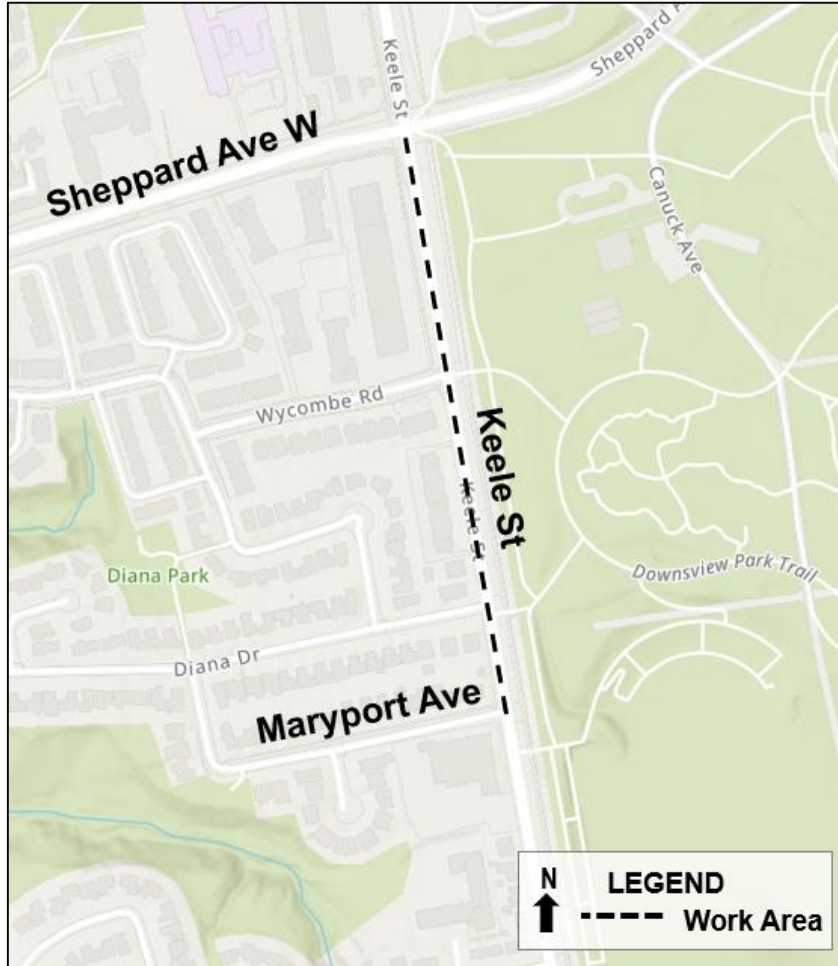 Keele St
Sheppard A
Sheppard Ave W
Canuck Ave
Wycombe Rd
Keele St
Keele St
Diana Park
Downsview Park Trail
Diana Dr
Maryport Ave
N
LEGEND
Work Area